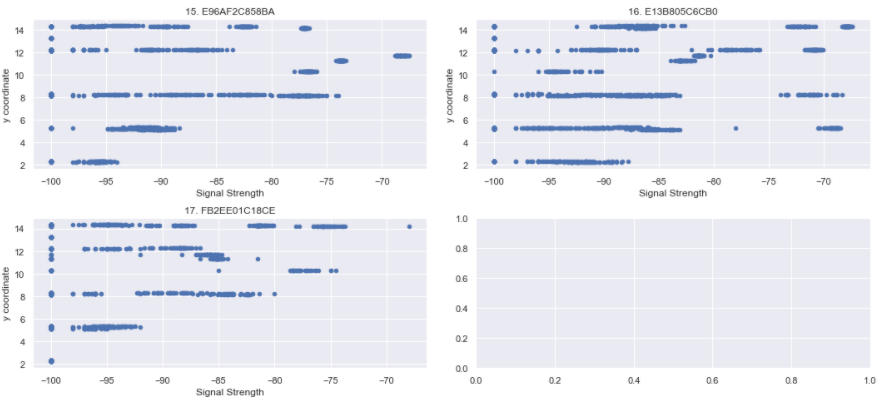 15. E96AF2C858BA
y coordinate
14
12
10
8
6
4
2
−100 −95 −90 −85 −80 −75 −70
Signal Strength
16. E13B805C6CB0
y coordinate
14
12
10
8
6
4
2
−100 −95 −90 −85 −80 −75 −70
Signal Strength
17. FB2EE01C18CE
y coordinate
14
12
10
8
6
4
2
−100 −95 −90 −85 −80 −75 −70
Signal Strength
1.0
0.8
0.6
0.4
0.2
0.0
0.0 0.2 0.4 0.6 0.8 1.0